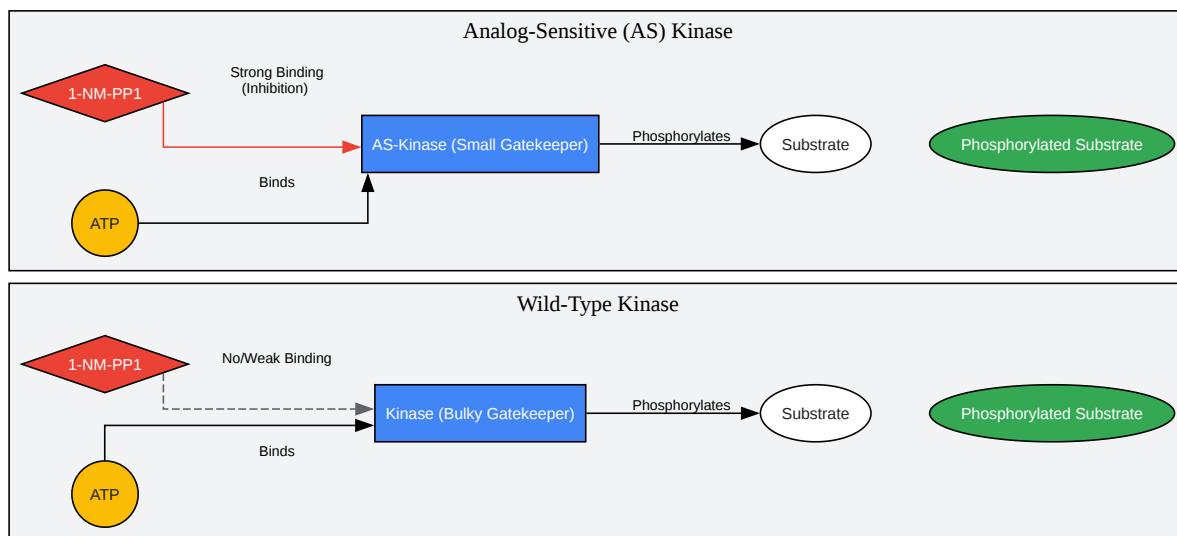 Analog-Sensitive (AS) Kinase
1-NM-PP1
Strong Binding
(Inhibition)
AS-Kinase (Small Gatekeeper)
Phosphorylates
Substrate
Phosphorylated Substrate
Binds
ATP
Wild-Type Kinase
1-NM-PP1
No/Weak Binding
Kinase (Bulky Gatekeeper)
Phosphorylates
Substrate
Phosphorylated Substrate
Binds
ATP